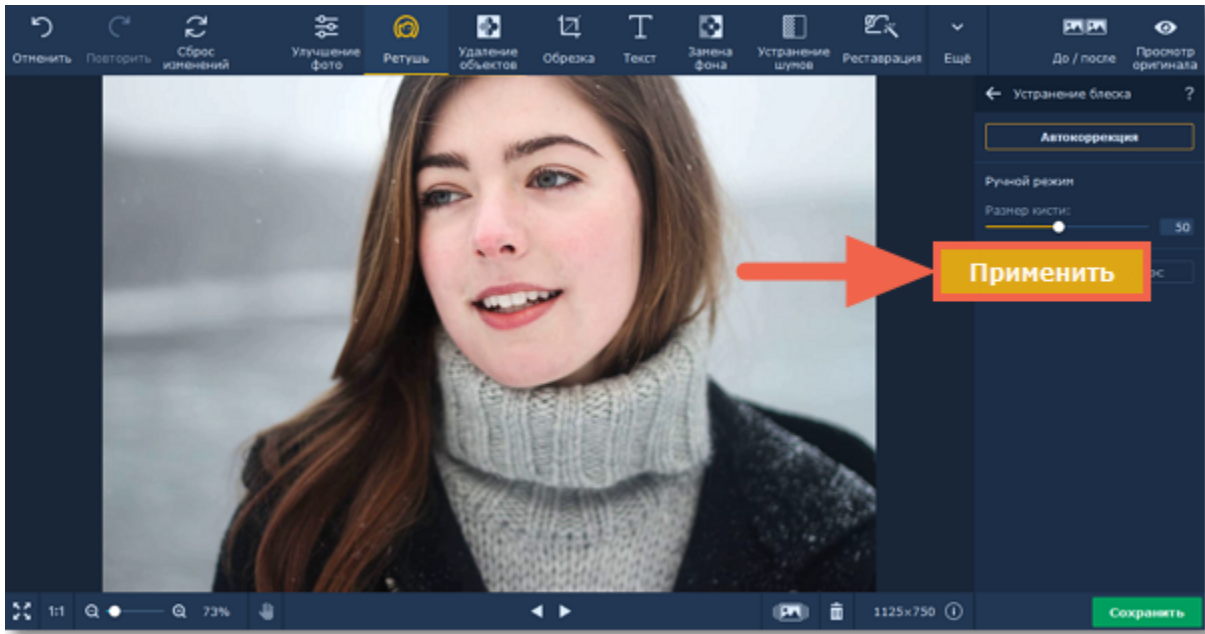 Отменить
Повторить
Сброс
изменений
Улучшение
фото
Ретушь
Удаление
объектов
Обрезка
Текст
Замена
фона
Устранение
шумов
Реставрация
Ещё
До / после
Просмотр
оригинала
Устранение блеска ?
Автокоррекция
Ручной режим
Размер кисти:
50
Применить
ос
1:1
73%
1125×750
Сохранить